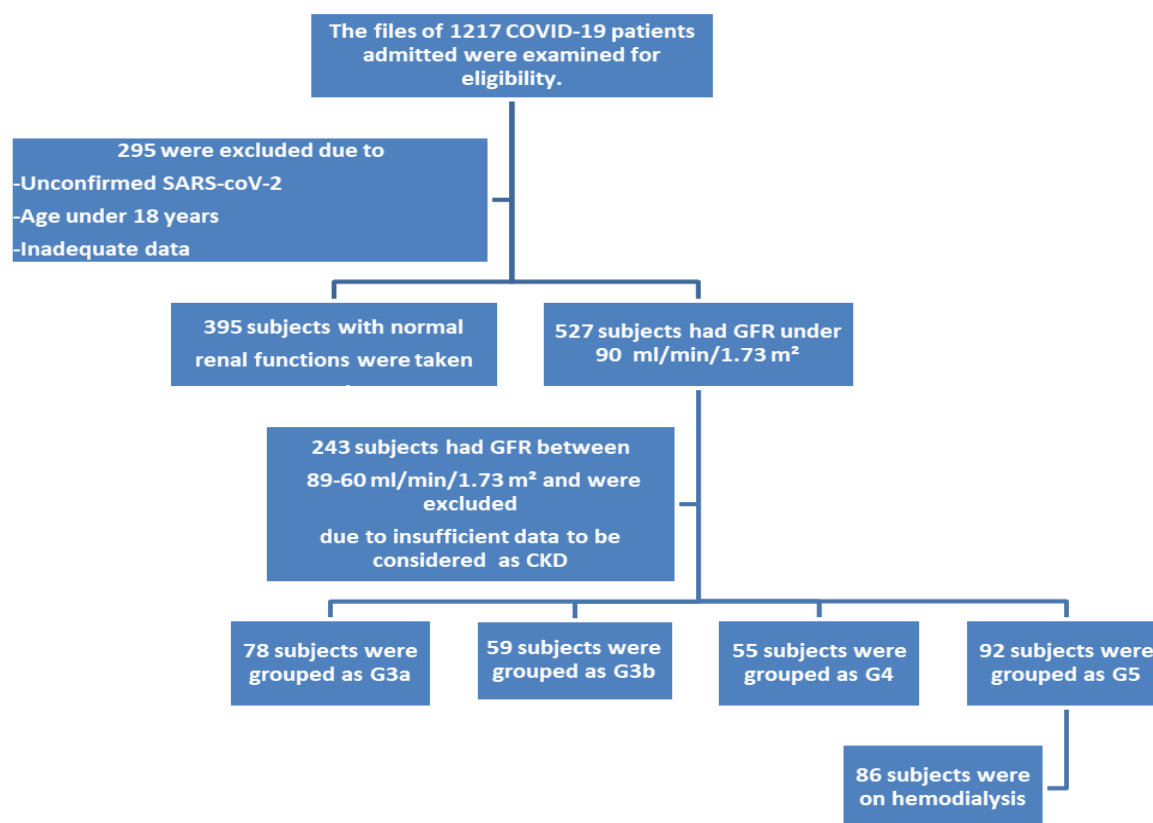 The files of 1217 COVID-19 patients
admitted were examined for
eligibility.
295 were excluded due to
-Unconfirmed SARS-coV-2
-Age under 18 years
-Inadequate data
395 subjects with normal
renal functions were taken
527 subjects had GFR under
90 ml/min/1.73 m²
243 subjects had GFR between
89-60 ml/min/1.73 m² and were
excluded
due to insufficient data to be
considered as CKD
78 subjects were
grouped as G3a
59 subjects were
grouped as G3b
55 subjects were
grouped as G4
92 subjects were
grouped as G5
86 subjects were
on hemodialysis